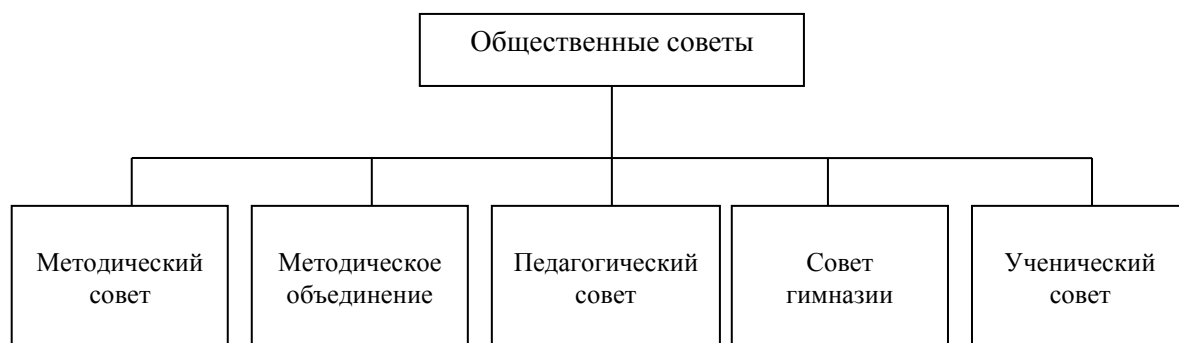 Общественные советы
Методический
совет
Методическое
объединение
Педагогический
совет
Совет
гимназии
Ученический
совет